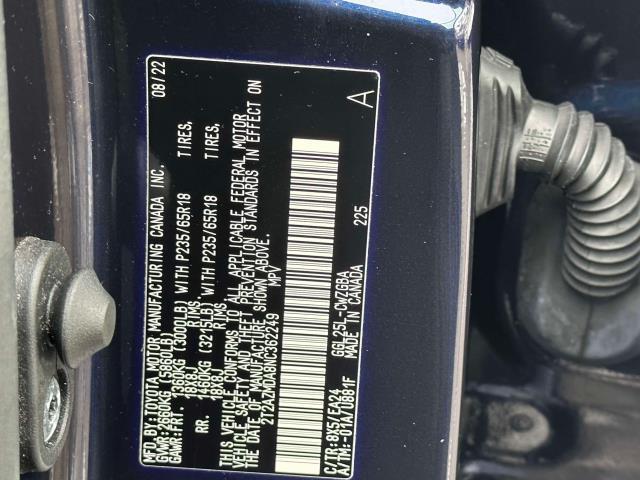 MFD.BY:TOYOTA MOTOR MANUFACTURING CANADA INC. 08/22
GVWR: 2660KG (5860LB)
GAWR:FRT. 1360KG (3000LB) WITH P235/65R18 TIRES,
18X8J RIMS,
RR. 1460KG (3245LB) WITH P235/65R18 TIRES,
18X8J RIMS,
THIS VEHICLE CONFORMS TO ALL APPLICABLE FEDERAL MOTOR
VEHICLE SAFETY AND THEFT PREVENTION STANDARDS IN EFFECT ON
THE DATE OF MANUFACTURE SHOWN ABOVE.
MPV
A
C/TR:8X5/EA24 GGL25L-CWZGBA 225
A/TM:-01A/U881F MADE IN CANADA